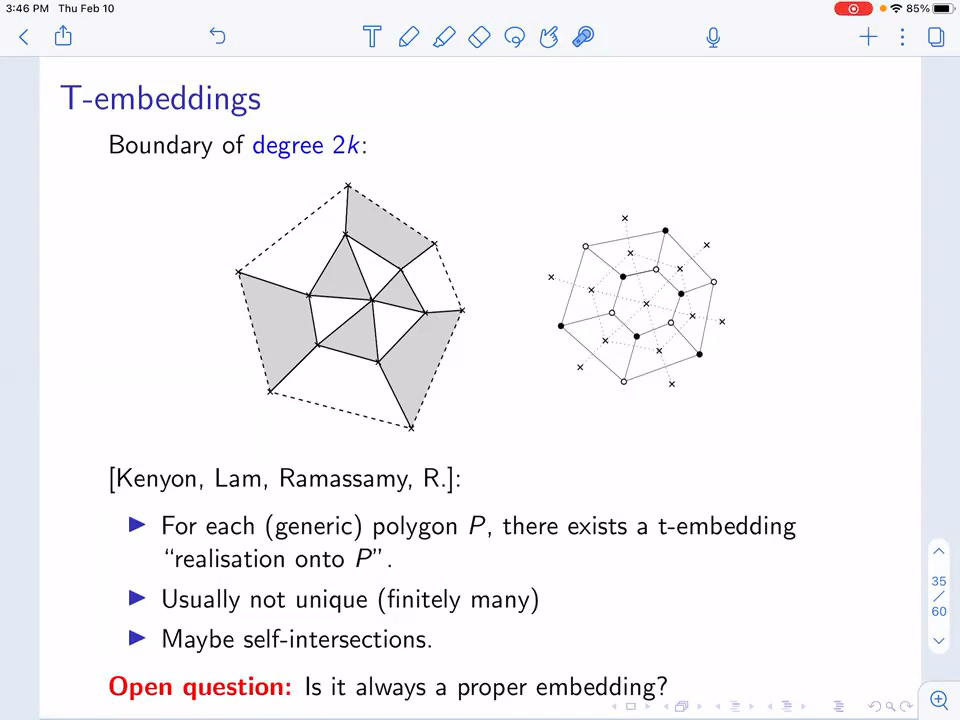 3:46 PM Thu Feb 10
85%
T-embeddings
Boundary of degree 2k:
[Kenyon, Lam, Ramassamy, R.]:
For each (generic) polygon P, there exists a t-embedding
“realisation onto P”.
Usually not unique (finitely many)
Maybe self-intersections.
Open question: Is it always a proper embedding?
35
/
60